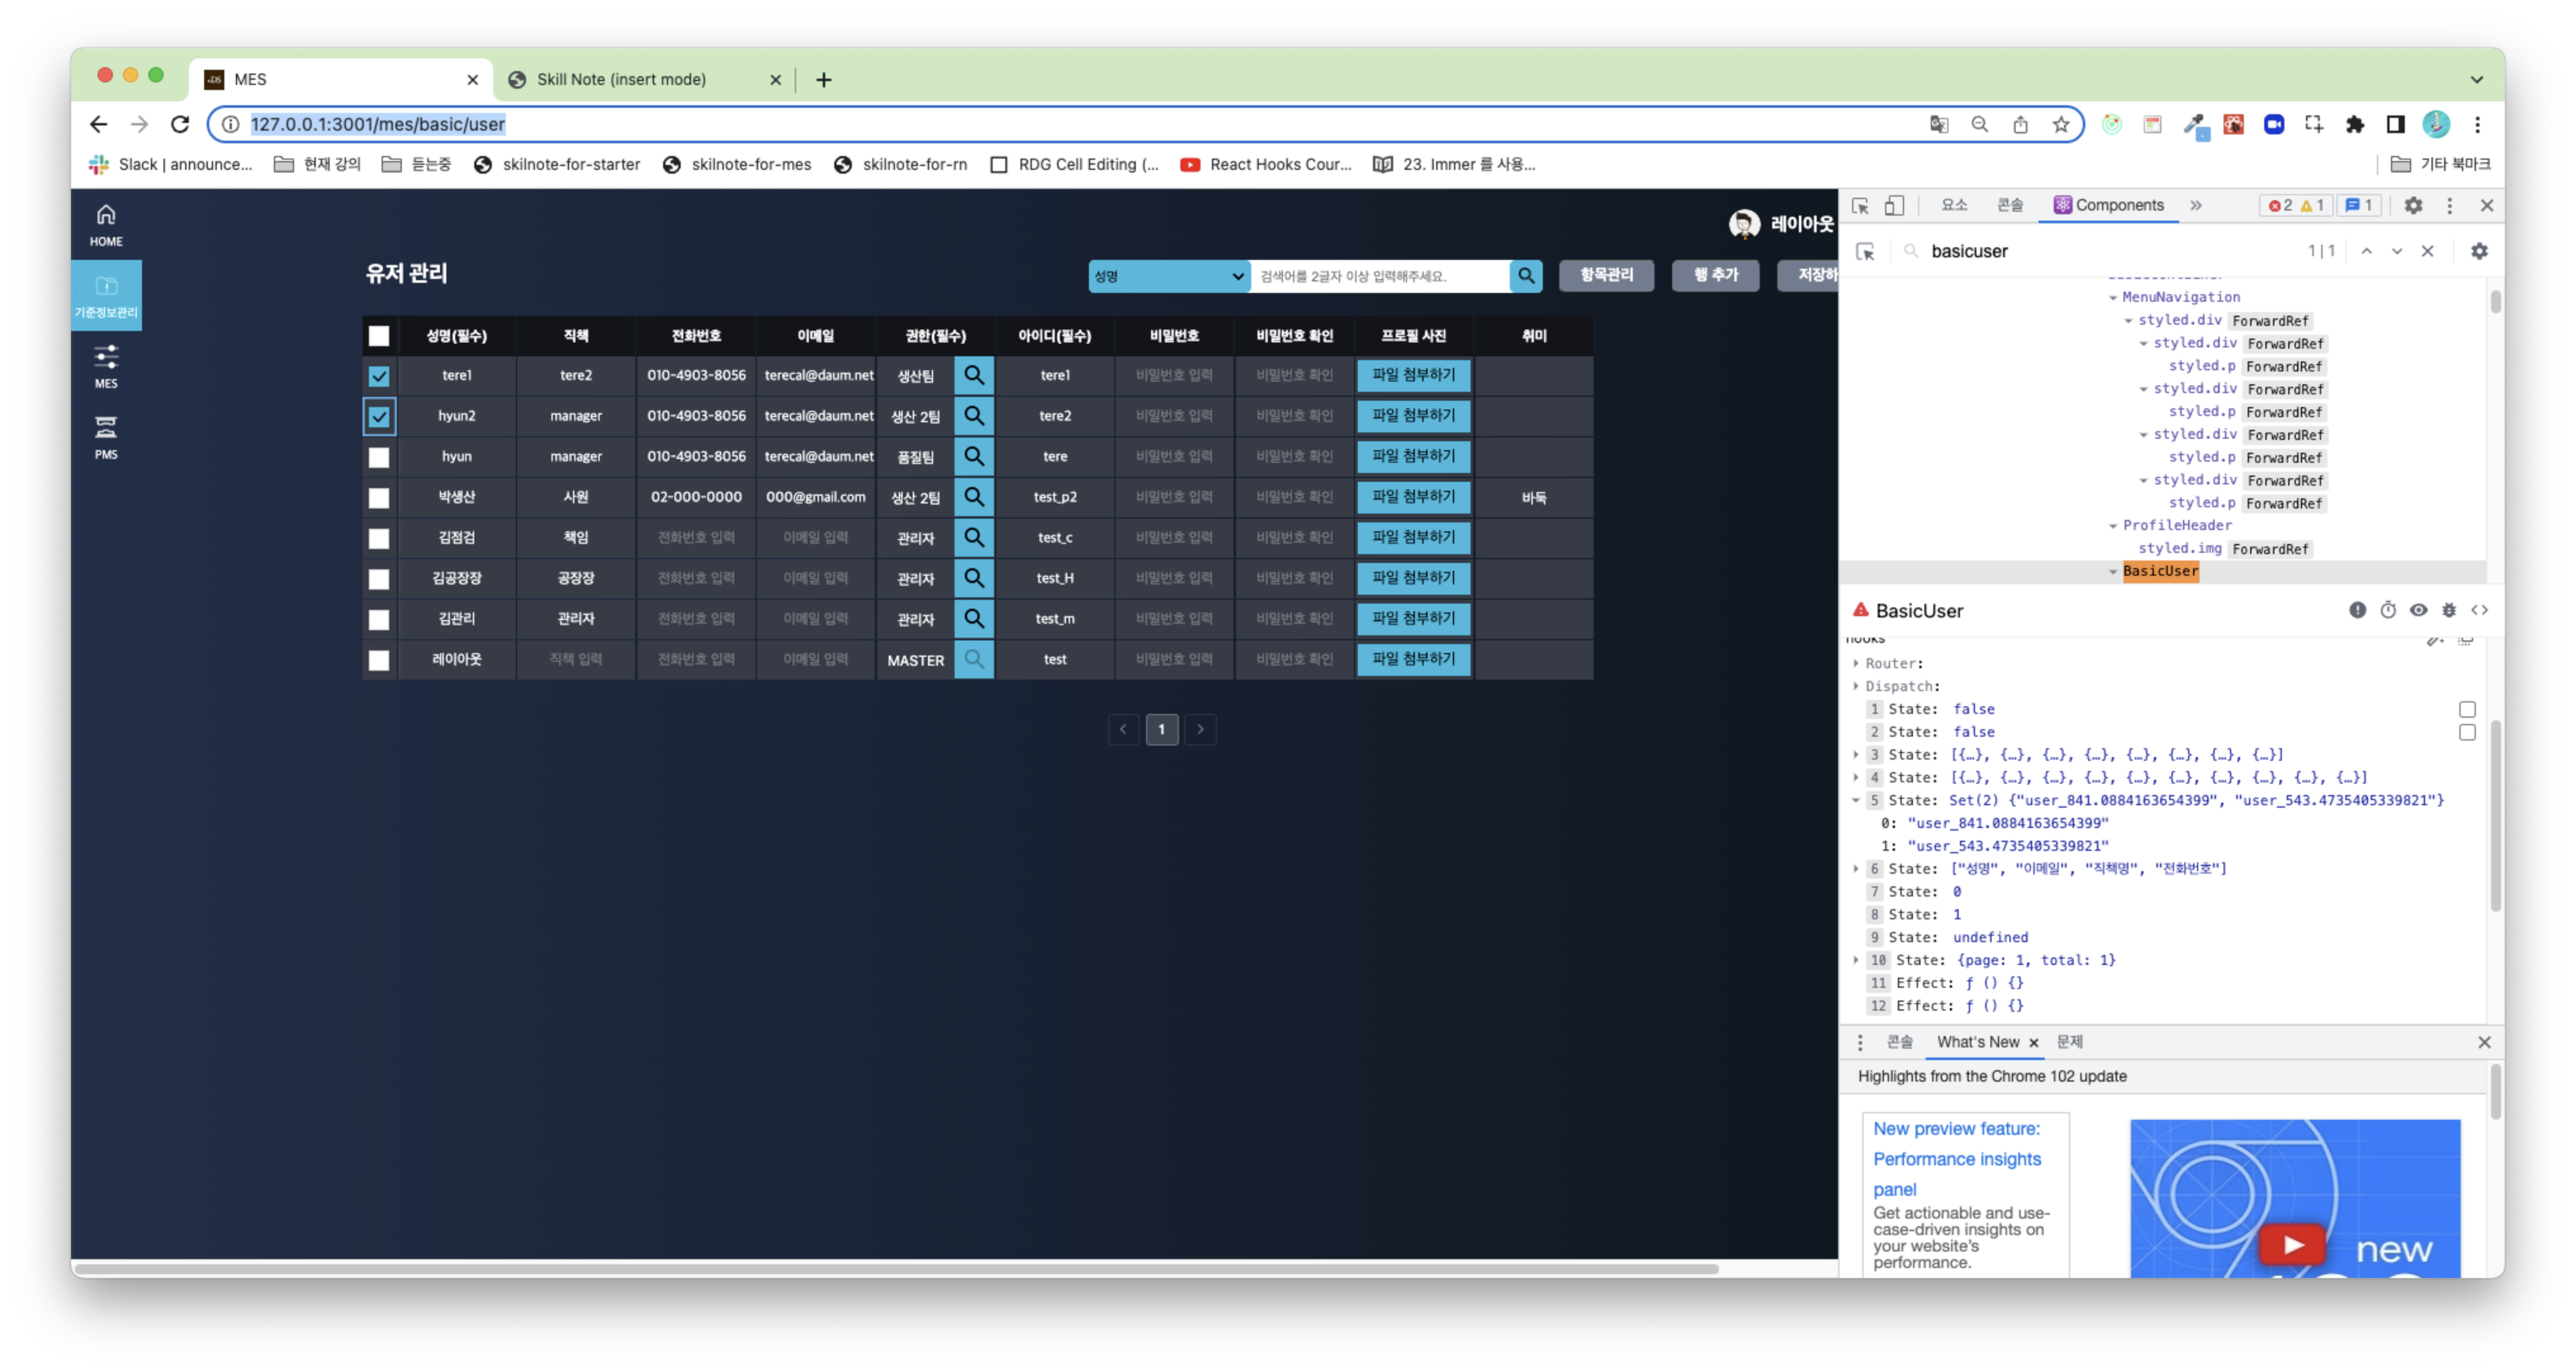 MES
Skill Note (insert mode)
127.0.0.1:3001/mes/basic/user
Slack | announce...
현재 강의
듣는중
skilnote-for-starter
skilnote-for-mes
skilnote-for-rn
RDG Cell Editing (...
React Hooks Cour...
23. Immer 를 사용...
기타 북마크
HOME
기준정보관리
MES
PMS
레이아웃
유저 관리
성명
검색어를 2글자 이상 입력해주세요.
항목관리
행 추가
저장하
성명(필수) 직책 전화번호 이메일 권한(필수) 아이디(필수) 비밀번호 비밀번호 확인 프로필 사진 취미
tere1 tere2 010-4903-8056 terecal@daum.net 생산팀 tere1 비밀번호 입력 비밀번호 확인 파일 첨부하기
hyun2 manager 010-4903-8056 terecal@daum.net 생산 2팀 tere2 비밀번호 입력 비밀번호 확인 파일 첨부하기
hyun manager 010-4903-8056 terecal@daum.net 품질팀 tere 비밀번호 입력 비밀번호 확인 파일 첨부하기
박생산 사원 02-000-0000 000@gmail.com 생산 2팀 test_p2 비밀번호 입력 비밀번호 확인 파일 첨부하기 바둑
김점검 책임 전화번호 입력 이메일 입력 관리자 test_c 비밀번호 입력 비밀번호 확인 파일 첨부하기
김공장장 공장장 전화번호 입력 이메일 입력 관리자 test_H 비밀번호 입력 비밀번호 확인 파일 첨부하기
김관리 관리자 전화번호 입력 이메일 입력 관리자 test_m 비밀번호 입력 비밀번호 확인 파일 첨부하기
레이아웃 직책 입력 전화번호 입력 이메일 입력 MASTER test 비밀번호 입력 비밀번호 확인 파일 첨부하기
1
요소 콘솔 Components » 2 1 1
basicuser 1|1
MenuNavigation
styled.div ForwardRef
styled.div ForwardRef
styled.p ForwardRef
styled.div ForwardRef
styled.p ForwardRef
styled.div ForwardRef
styled.p ForwardRef
styled.div ForwardRef
styled.p ForwardRef
ProfileHeader
styled.img ForwardRef
BasicUser
BasicUser
hooks
Router:
Dispatch:
1 State: false
2 State: false
3 State: [{…}, {…}, {…}, {…}, {…}, {…}, {…}, {…}]
4 State: [{…}, {…}, {…}, {…}, {…}, {…}, {…}, {…}, {…}, {…}]
5 State: Set(2) {"user_841.0884163654399", "user_543.4735405339821"}
0: "user_841.0884163654399"
1: "user_543.4735405339821"
6 State: ["성명", "이메일", "직책명", "전화번호"]
7 State: 0
8 State: 1
9 State: undefined
10 State: {page: 1, total: 1}
11 Effect: ƒ () {}
12 Effect: ƒ () {}
콘솔 What's New 문제
Highlights from the Chrome 102 update
New preview feature:
Performance insights
panel
Get actionable and use-
case-driven insights on
your website's
performance.
new